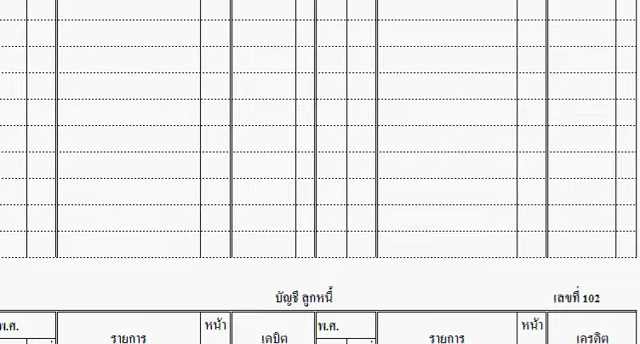 บัญชี ลูกหนี้ เลขที่ 102
พ.ศ. หน้า พ.ศ. หน้า
รายการ เดบิต รายการ เครดิต